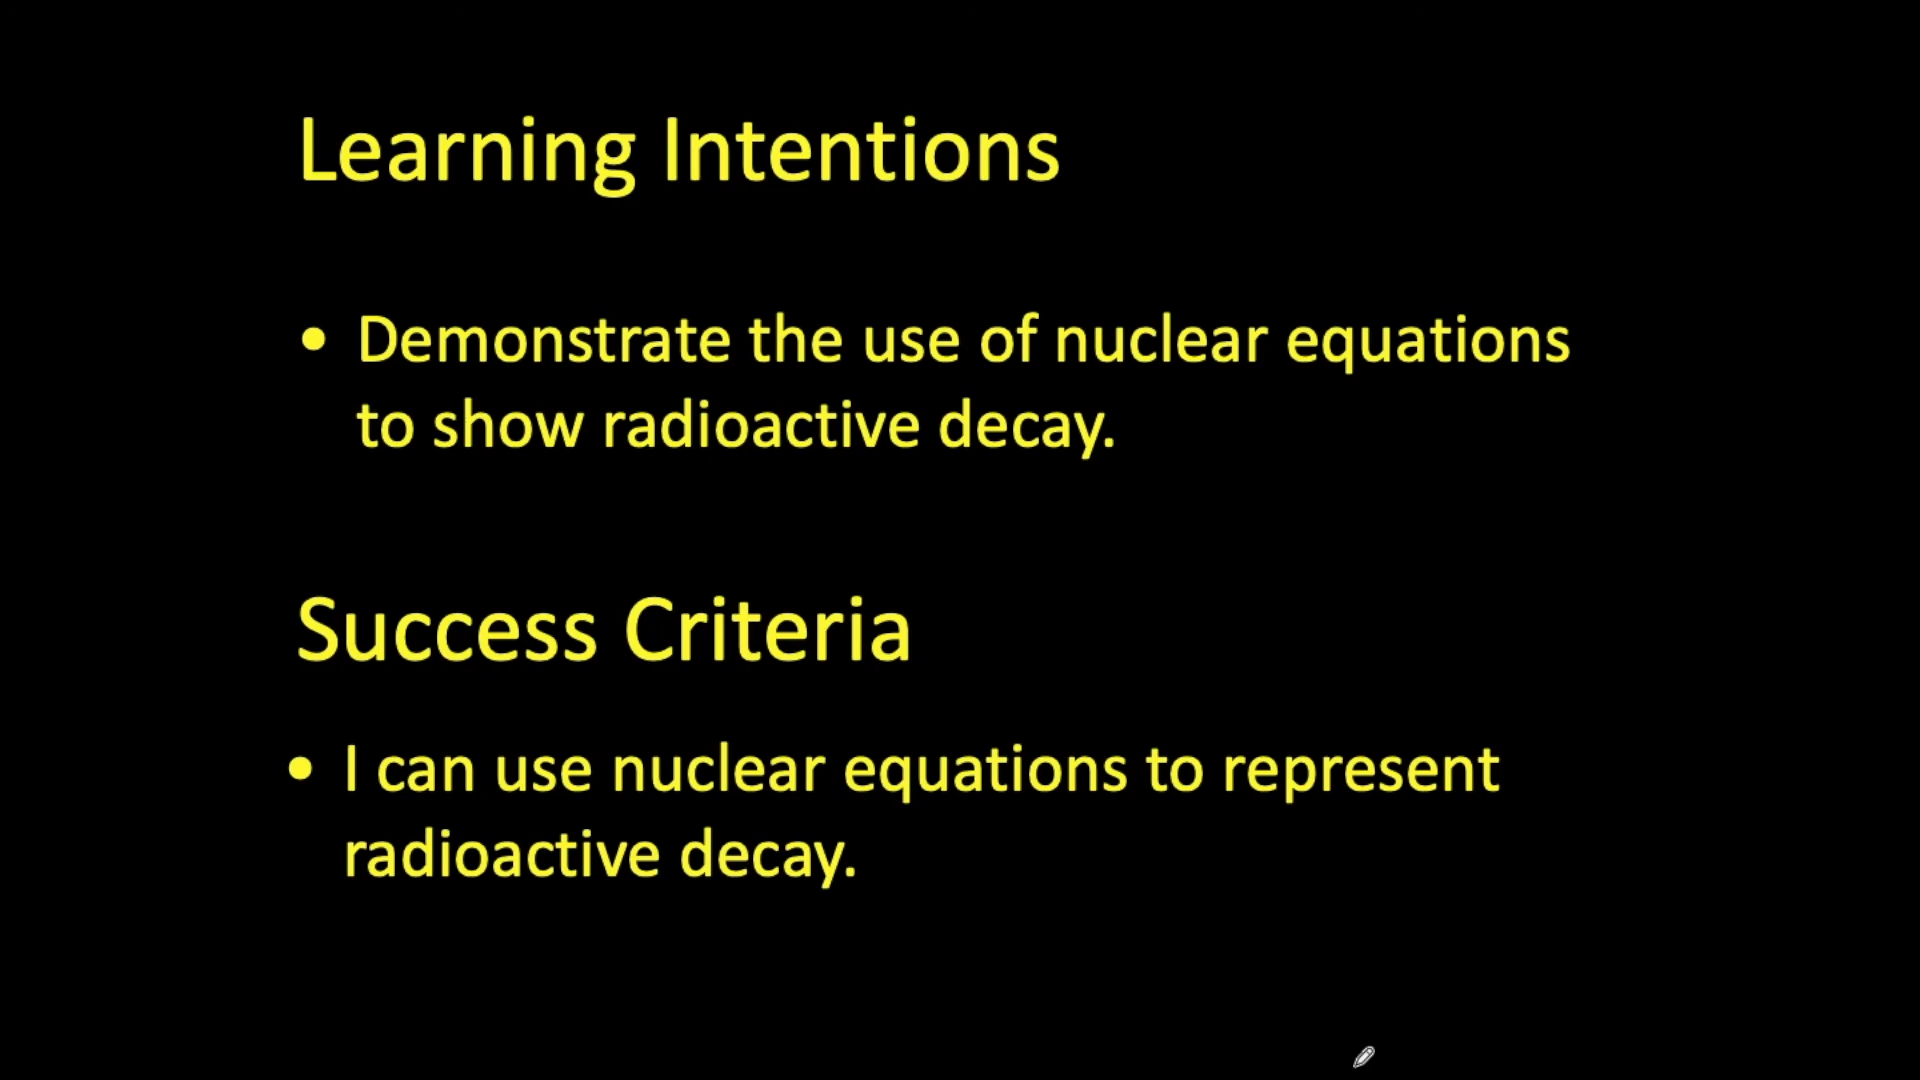 Learning Intentions
• Demonstrate the use of nuclear equations
to show radioactive decay.
Success Criteria
• I can use nuclear equations to represent
radioactive decay.